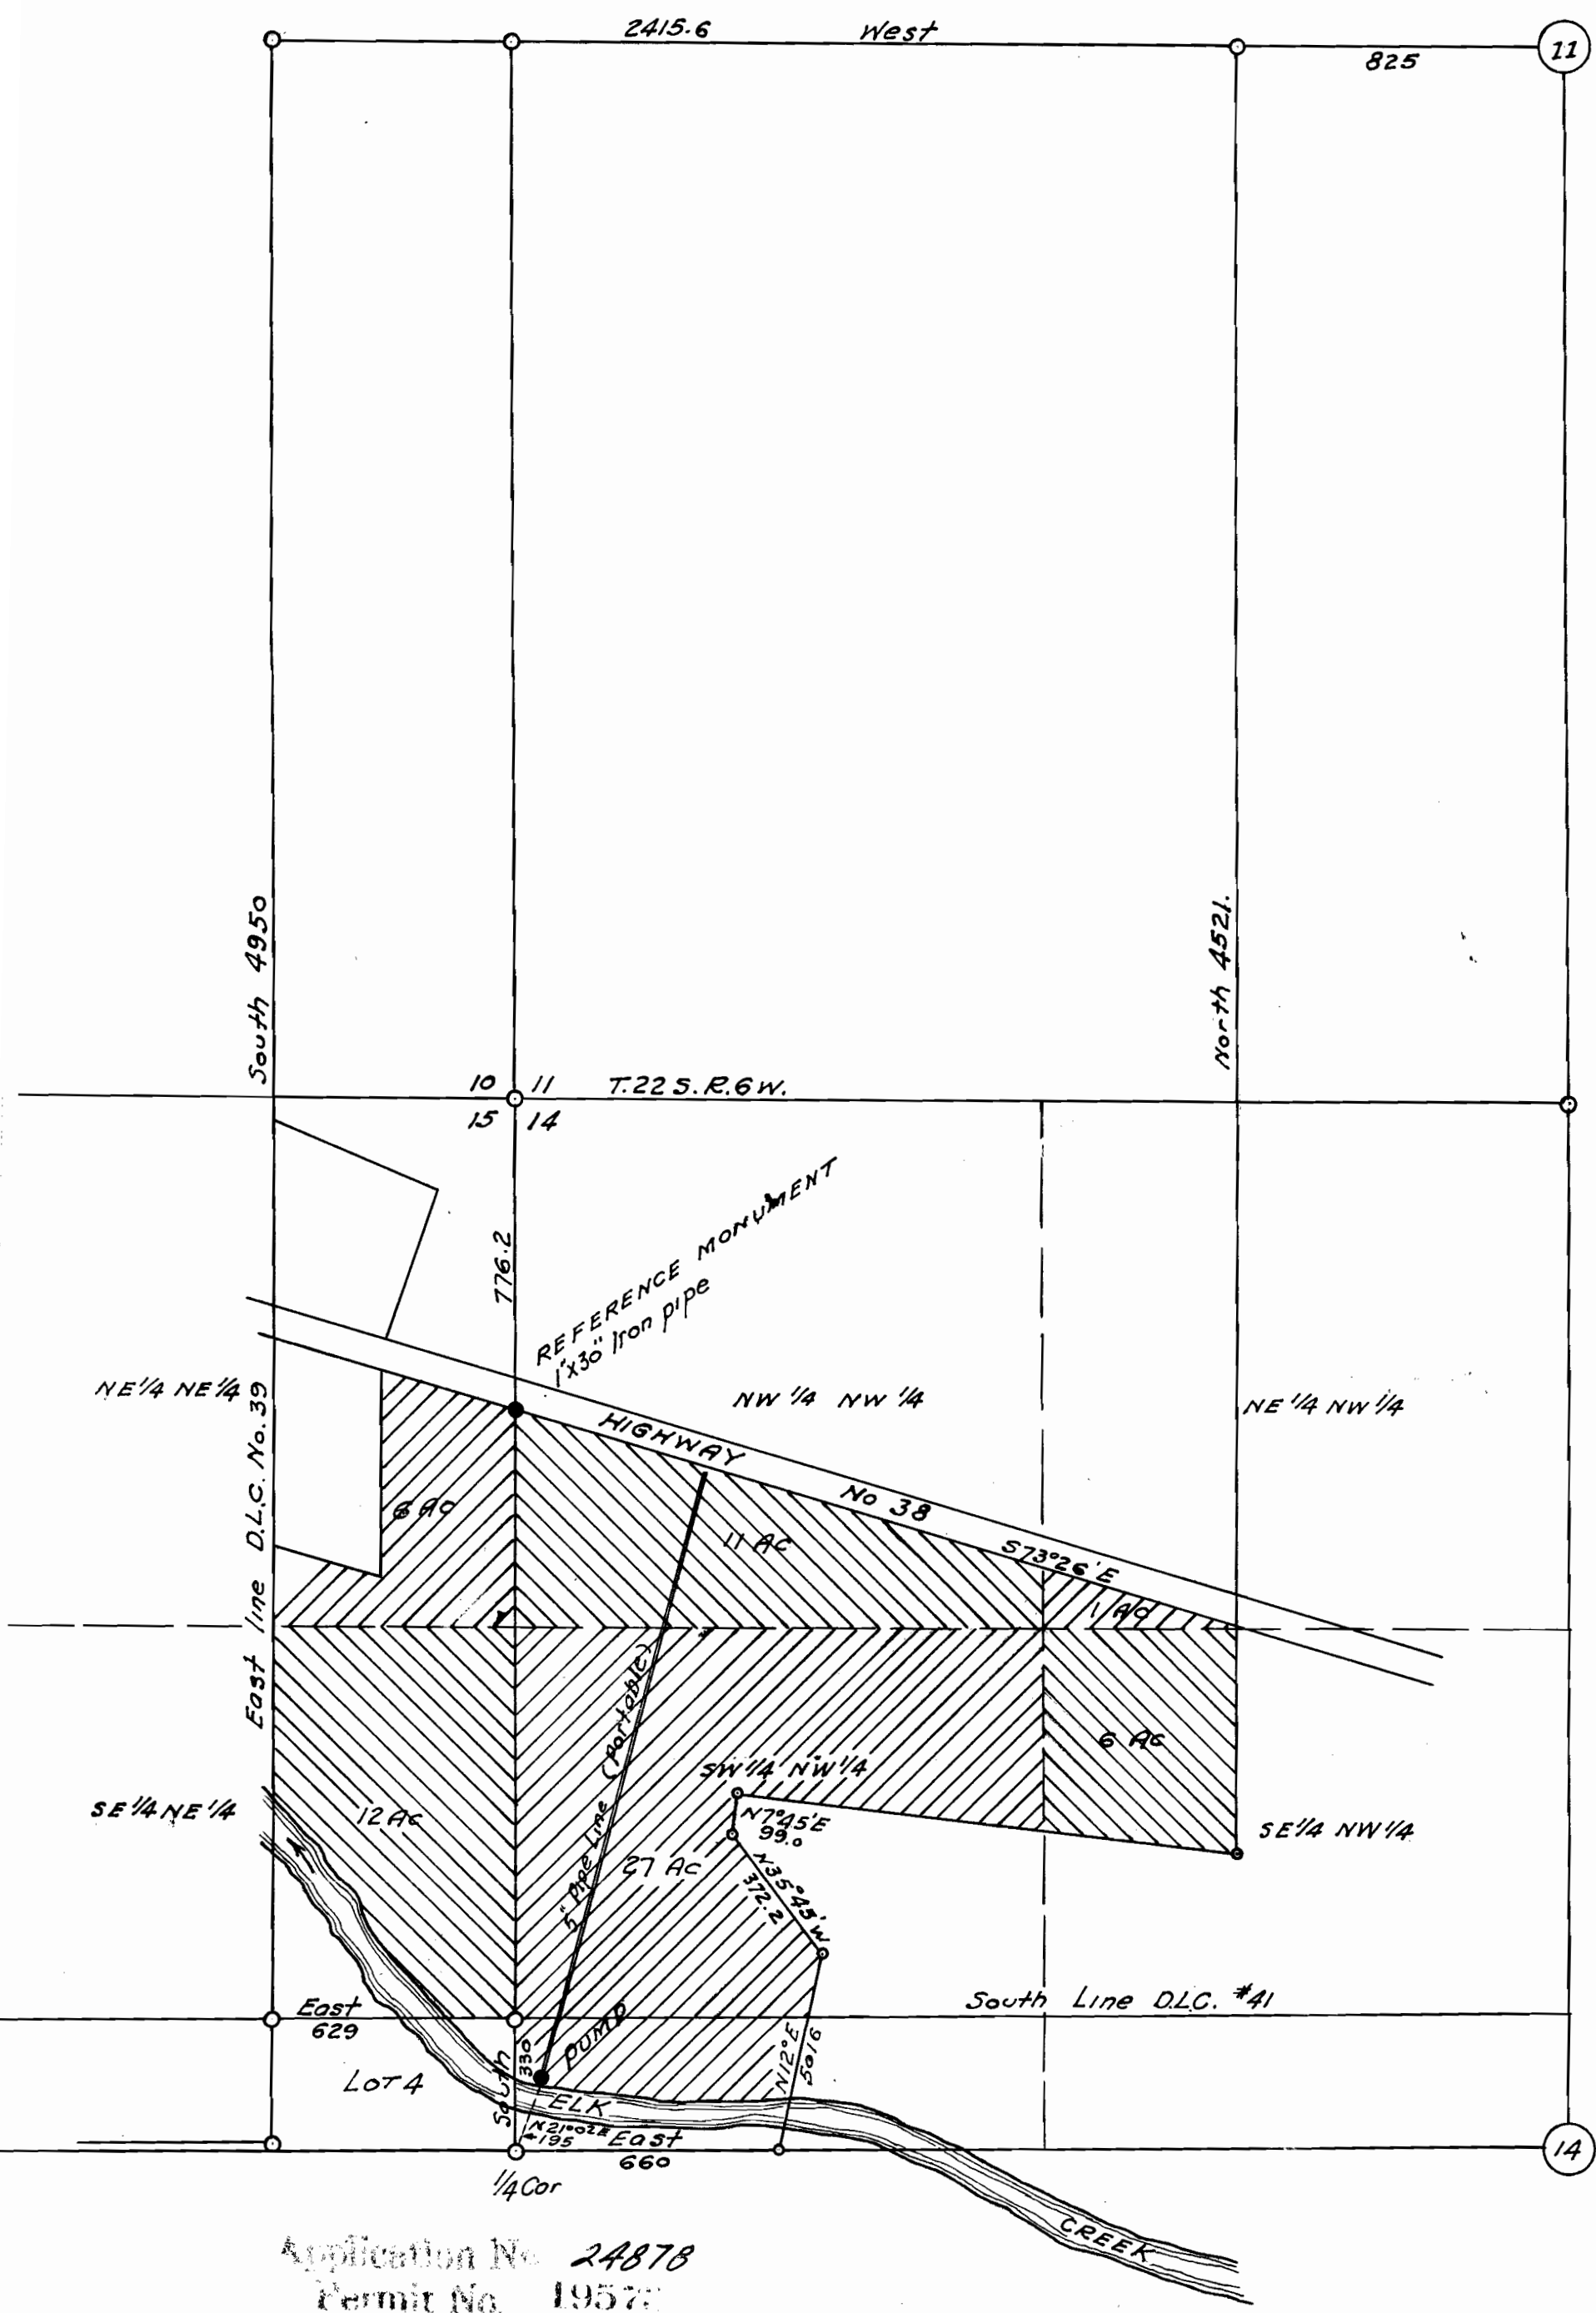 2415.6 West
825
11
South 4950
North 4521.
10 11 T.22 S. R.6 W.
15 14
776.2
REFERENCE MONUMENT
1"x30" Iron pipe
NE 1/4 NE 1/4
NW 1/4 NW 1/4
NE 1/4 NW 1/4
East line D.L.C. No. 39
HIGHWAY No 38
S73°26'E
6 AC
11 AC
1 AC
6 AC
5" Pipe Line (portable)
SW 1/4 NW 1/4
SE 1/4 NE 1/4
12 AC
N7°45'E
99.0
SE 1/4 NW 1/4
27 AC
N35°45'W
372.2
East
629
South Line D.L.C. #41
PUMP
South 330
N12°E
501.6
LOT 4
ELK
N21°02'E
195
East
660
14
1/4 Cor
CREEK
Application No 24878
Permit No.